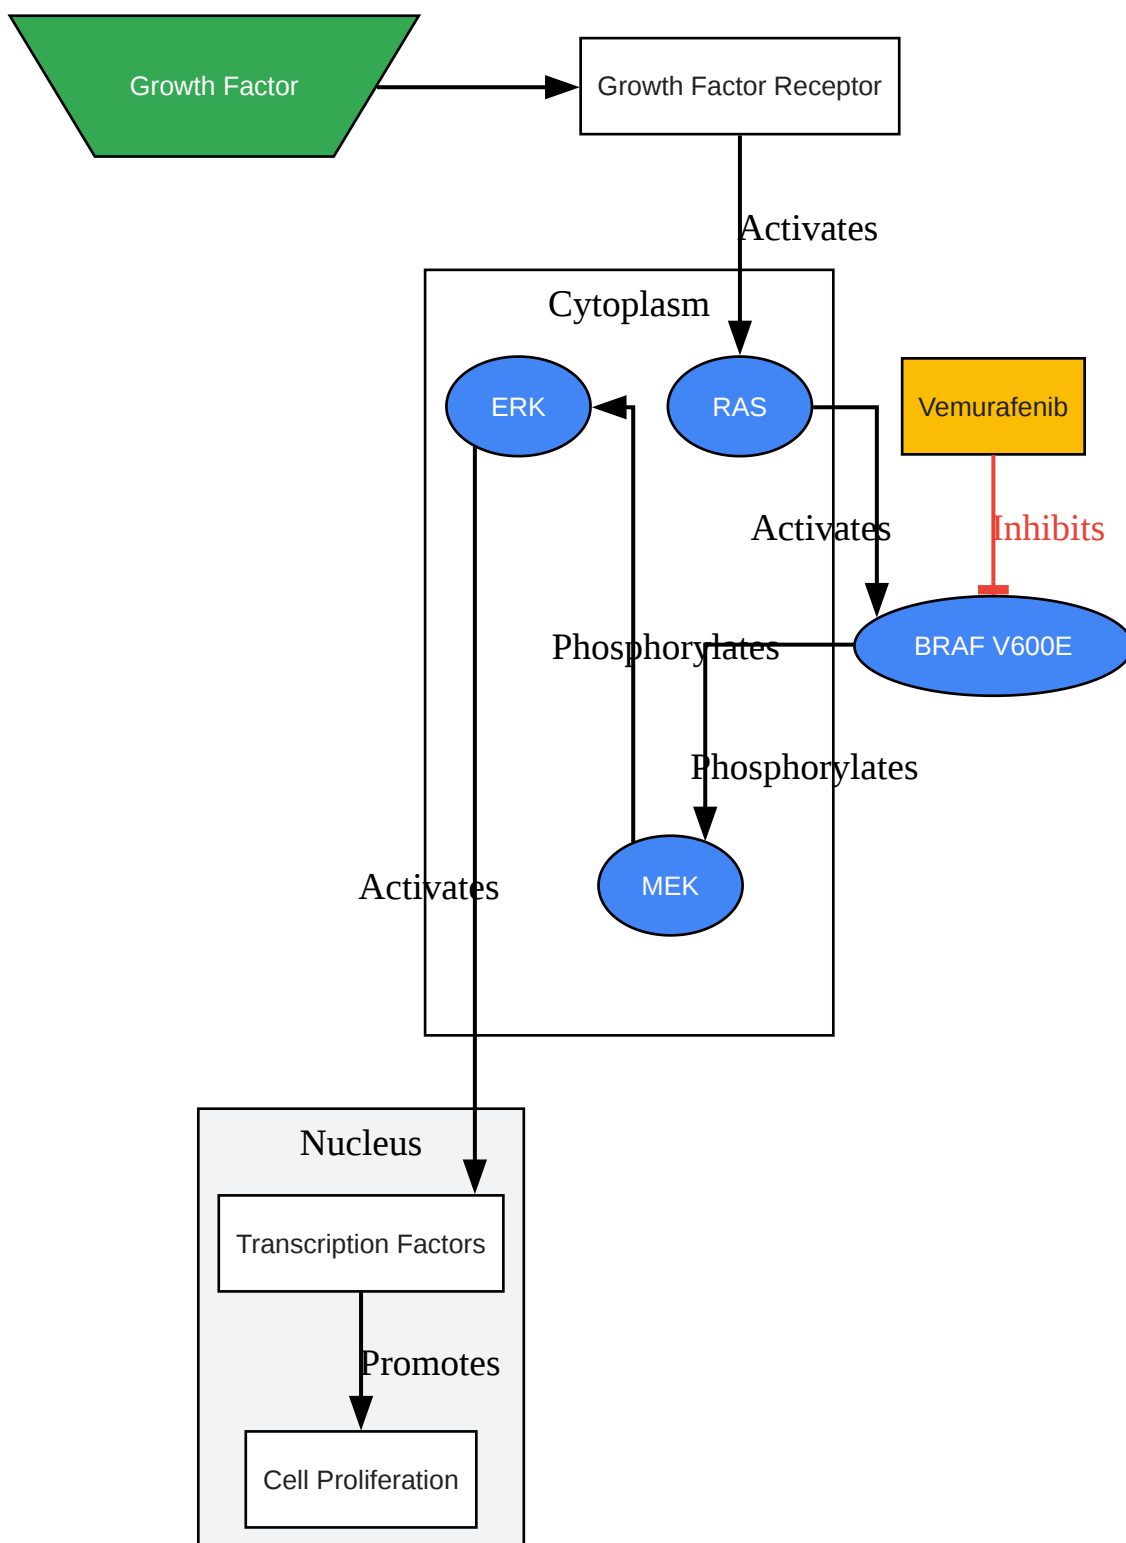 Growth Factor
Growth Factor Receptor
Activates
Cytoplasm
ERK
RAS
Vemurafenib
Activates
Inhibits
Phosphorylates
BRAF V600E
Phosphorylates
Activates
MEK
Nucleus
Transcription Factors
Promotes
Cell Proliferation